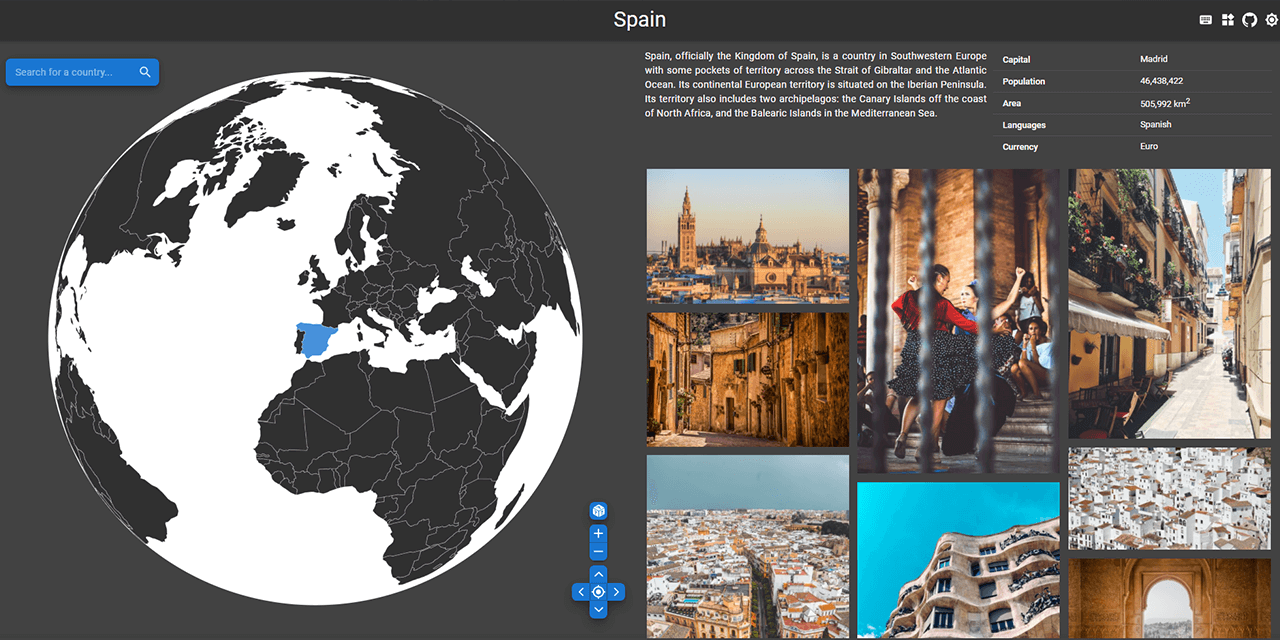 Spain
Search for a country...
Spain, officially the Kingdom of Spain, is a country in Southwestern Europe
with some pockets of territory across the Strait of Gibraltar and the Atlantic
Ocean. Its continental European territory is situated on the Iberian Peninsula.
Its territory also includes two archipelagos: the Canary Islands off the coast
of North Africa, and the Balearic Islands in the Mediterranean Sea.
Capital Madrid
Population 46,438,422
Area 505,992 km²
Languages Spanish
Currency Euro